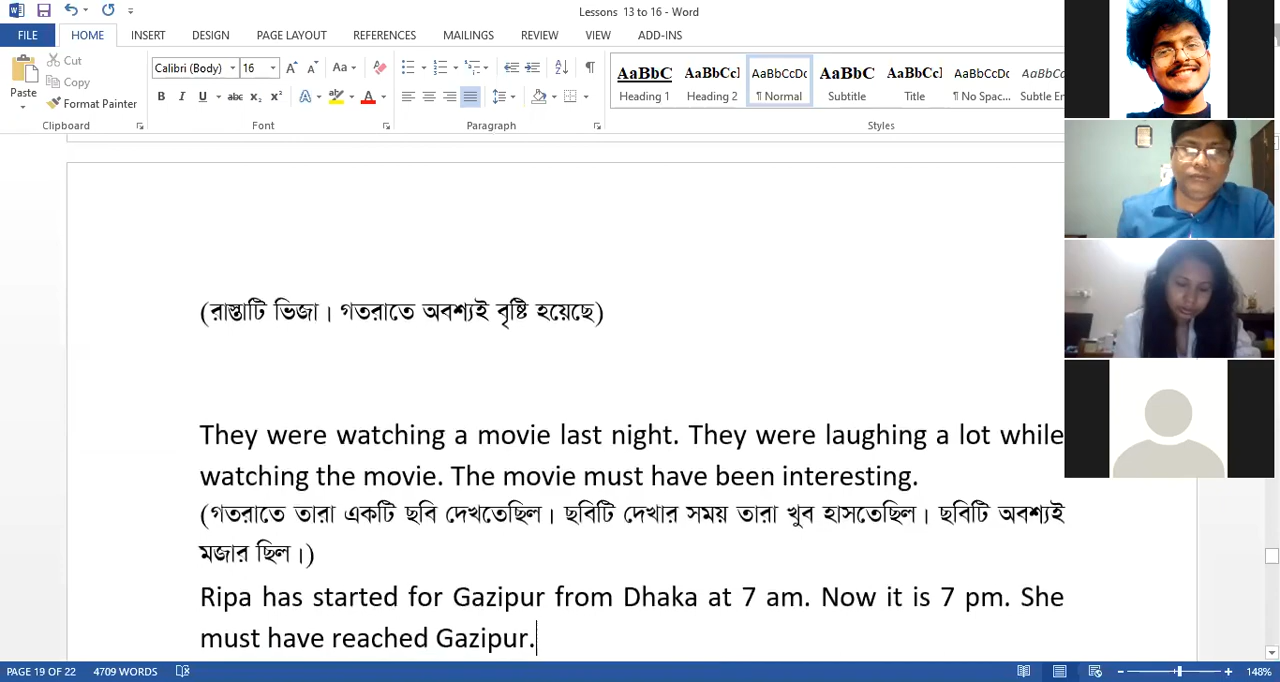 Lessons 13 to 16 - Word
FILE HOME INSERT DESIGN PAGE LAYOUT REFERENCES MAILINGS REVIEW VIEW ADD-INS
Cut
Copy
Format Painter
Paste
Calibri (Body) 16
AaBbC AaBbCcl AaBbCcDc AaBbC AaBbCcl AaBbCcDc AaBbCc
Heading 1 Heading 2 ¶ Normal Subtitle Title ¶ No Spac... Subtle Em
Clipboard Font Paragraph Styles
(রাস্তাটি ভিজা। গতরাতে অবশ্যই বৃষ্টি হয়েছে)
They were watching a movie last night. They were laughing a lot while
watching the movie. The movie must have been interesting.
(গতরাতে তারা একটি ছবি দেখতেছিল। ছবিটি দেখার সময় তারা খুব হাসতেছিল। ছবিটি অবশ্যই
মজার ছিল।)
Ripa has started for Gazipur from Dhaka at 7 am. Now it is 7 pm. She
must have reached Gazipur.
PAGE 19 OF 22 4709 WORDS 148%